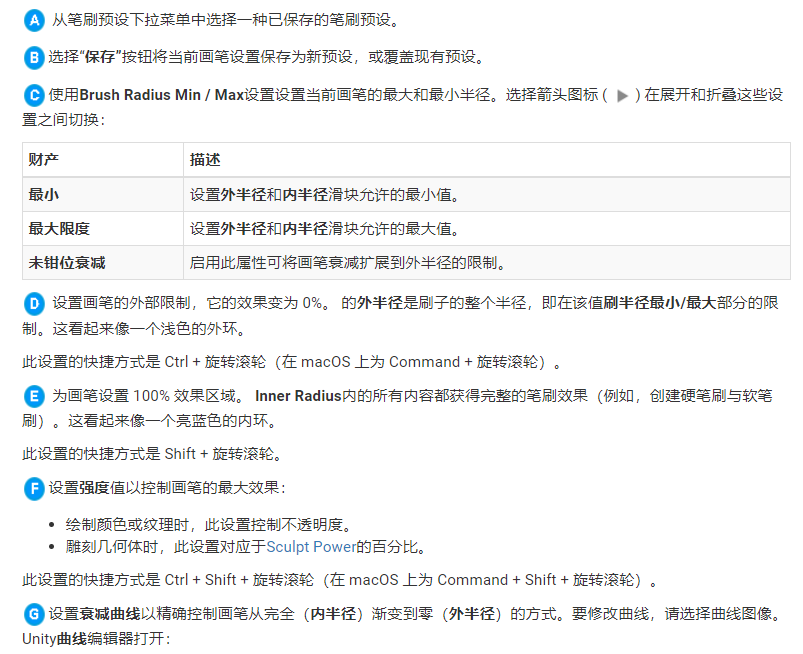 A 从笔刷预设下拉菜单中选择一种已保存的笔刷预设。
B 选择“保存”按钮将当前画笔设置保存为新预设，或覆盖现有预设。
C 使用Brush Radius Min / Max设置设置当前画笔的最大和最小半径。选择箭头图标 ( ▶ ) 在展开和折叠这些设
置之间切换：
财产 描述
最小 设置外半径和内半径滑块允许的最小值。
最大限度 设置外半径和内半径滑块允许的最大值。
未钳位衰减 启用此属性可将画笔衰减扩展到外半径的限制。
D 设置画笔的外部限制，它的效果变为 0%。 的外半径是刷子的整个半径，即在该值刷半径最小/最大部分的限
制。这看起来像一个浅色的外环。
此设置的快捷方式是 Ctrl + 旋转滚轮（在 macOS 上为 Command + 旋转滚轮）。
E 为画笔设置 100% 效果区域。 Inner Radius内的所有内容都获得完整的笔刷效果（例如，创建硬笔刷与软笔
刷）。这看起来像一个亮蓝色的内环。
此设置的快捷方式是 Shift + 旋转滚轮。
F 设置强度值以控制画笔的最大效果：
• 绘制颜色或纹理时，此设置控制不透明度。
• 雕刻几何体时，此设置对应于Sculpt Power的百分比。
此设置的快捷方式是 Ctrl + Shift + 旋转滚轮（在 macOS 上为 Command + Shift + 旋转滚轮）。
G 设置衰减曲线以精确控制画笔从完全（内半径）渐变到零（外半径）的方式。要修改曲线，请选择曲线图像。
Unity曲线编辑器打开：